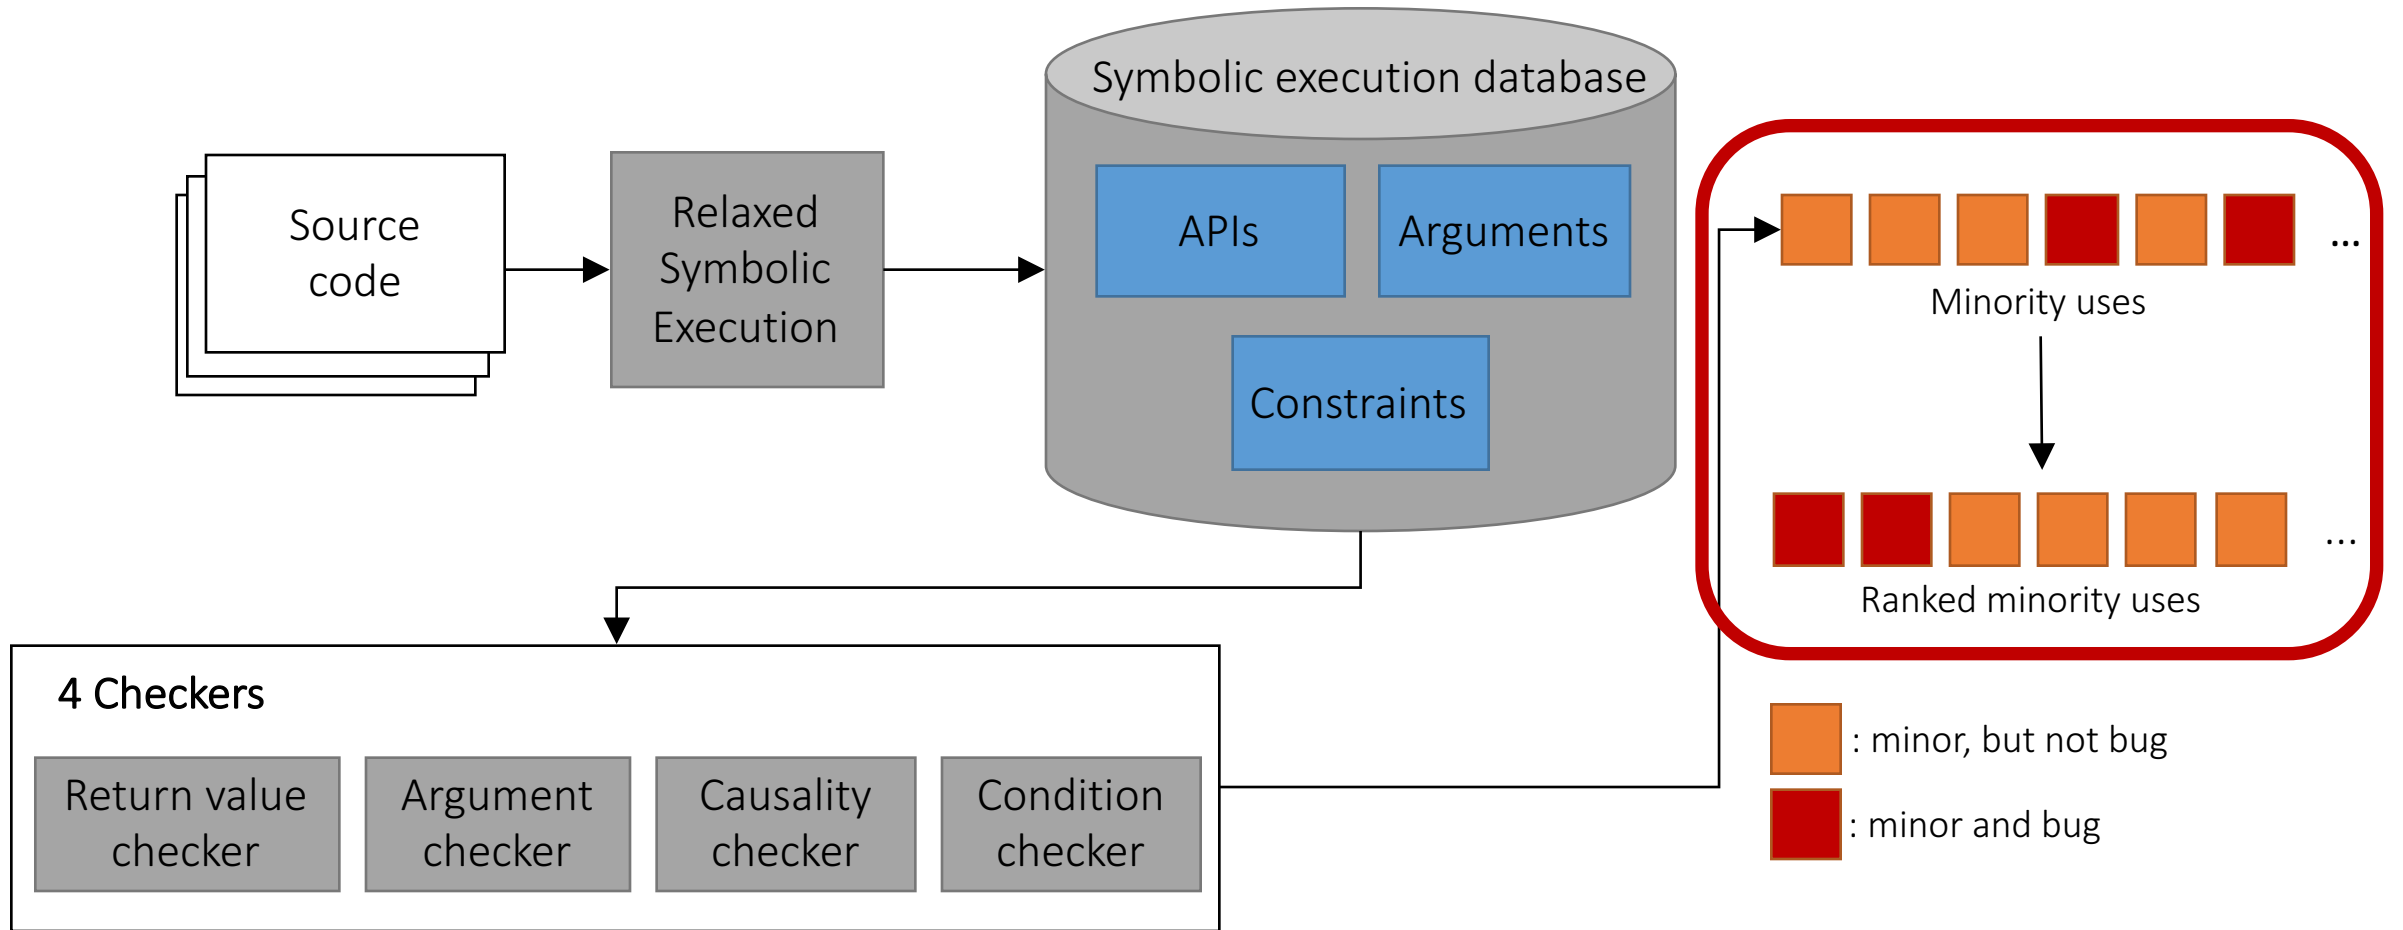 Source
code
Relaxed
Symbolic
Execution
Symbolic execution database
APIs
Arguments
Constraints
Minority uses
...
Ranked minority uses
...
4 Checkers
Return value
checker
Argument
checker
Causality
checker
Condition
checker
: minor, but not bug
: minor and bug